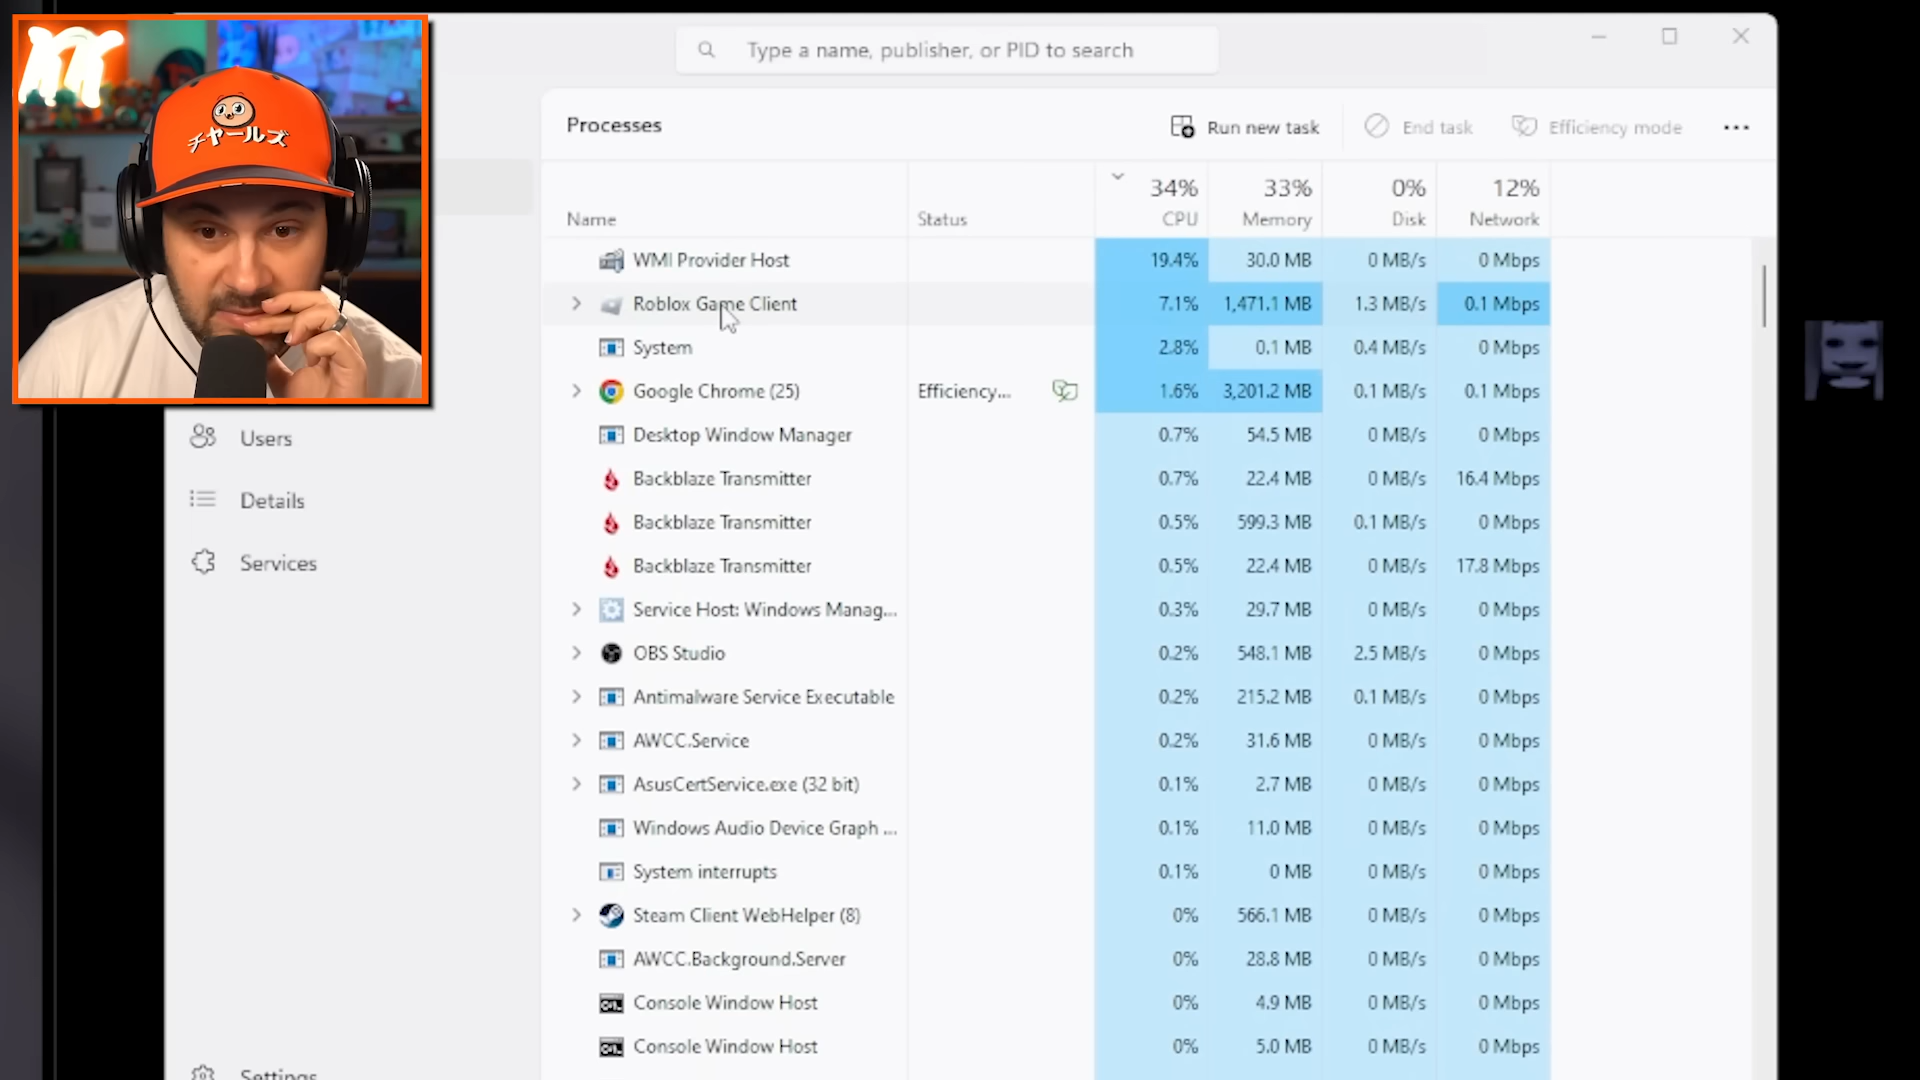 チャールズ
Type a name, publisher, or PID to search
Processes
Run new task
End task
Efficiency mode
Name
Status
34%
CPU
33%
Memory
0%
Disk
12%
Network
WMI Provider Host 19.4% 30.0 MB 0 MB/s 0 Mbps
Roblox Game Client 7.1% 1,471.1 MB 1.3 MB/s 0.1 Mbps
System 2.8% 0.1 MB 0.4 MB/s 0 Mbps
Google Chrome (25) Efficiency... 1.6% 3,201.2 MB 0.1 MB/s 0.1 Mbps
Desktop Window Manager 0.7% 54.5 MB 0 MB/s 0 Mbps
Backblaze Transmitter 0.7% 22.4 MB 0 MB/s 16.4 Mbps
Backblaze Transmitter 0.5% 599.3 MB 0.1 MB/s 0 Mbps
Backblaze Transmitter 0.5% 22.4 MB 0 MB/s 17.8 Mbps
Service Host: Windows Manag... 0.3% 29.7 MB 0 MB/s 0 Mbps
OBS Studio 0.2% 548.1 MB 2.5 MB/s 0 Mbps
Antimalware Service Executable 0.2% 215.2 MB 0.1 MB/s 0 Mbps
AWCC.Service 0.2% 31.6 MB 0 MB/s 0 Mbps
AsusCertService.exe (32 bit) 0.1% 2.7 MB 0 MB/s 0 Mbps
Windows Audio Device Graph ... 0.1% 11.0 MB 0 MB/s 0 Mbps
System interrupts 0.1% 0 MB 0 MB/s 0 Mbps
Steam Client WebHelper (8) 0% 566.1 MB 0 MB/s 0 Mbps
AWCC.Background.Server 0% 28.8 MB 0 MB/s 0 Mbps
Console Window Host 0% 4.9 MB 0 MB/s 0 Mbps
Console Window Host 0% 5.0 MB 0 MB/s 0 Mbps
Users
Details
Services
Settings